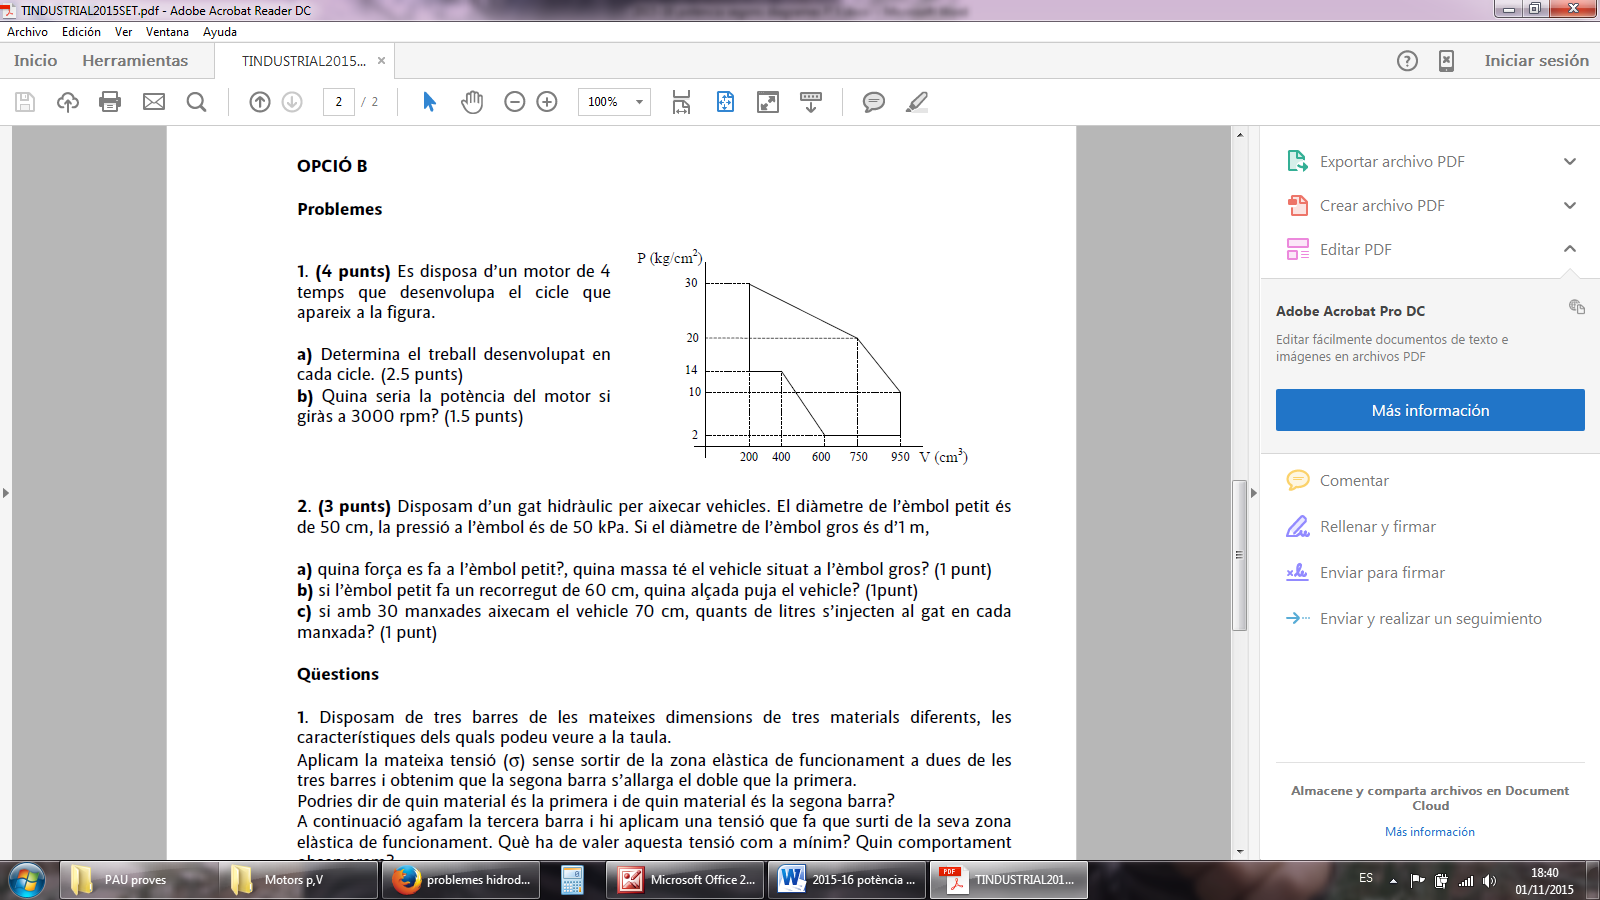 TINDUSTRIAL2015SET.pdf - Adobe Acrobat Reader DC
Archivo Edición Ver Ventana Ayuda
Inicio Herramientas TINDUSTRIAL2015... × Iniciar sesión
2 / 2 100%
OPCIÓ B
Problemes
1. (4 punts) Es disposa d'un motor de 4
temps que desenvolupa el cicle que
apareix a la figura.
a) Determina el treball desenvolupat en
cada cicle. (2.5 punts)
b) Quina seria la potència del motor si
giràs a 3000 rpm? (1.5 punts)
P (kg/cm²)
30
20
14
10
2
200 400 600 750 950 V (cm³)
2. (3 punts) Disposam d'un gat hidràulic per aixecar vehicles. El diàmetre de l'èmbol petit és
de 50 cm, la pressió a l'èmbol és de 50 kPa. Si el diàmetre de l'èmbol gros és d'1 m,
a) quina força es fa a l'èmbol petit?, quina massa té el vehicle situat a l'èmbol gros? (1 punt)
b) si l'èmbol petit fa un recorregut de 60 cm, quina alçada puja el vehicle? (1punt)
c) si amb 30 manxades aixecam el vehicle 70 cm, quants de litres s'injecten al gat en cada
manxada? (1 punt)
Qüestions
1. Disposam de tres barres de les mateixes dimensions de tres materials diferents, les
característiques dels quals podeu veure a la taula.
Aplicam la mateixa tensió (σ) sense sortir de la zona elàstica de funcionament a dues de les
tres barres i obtenim que la segona barra s'allarga el doble que la primera.
Podries dir de quin material és la primera i de quin material és la segona barra?
A continuació agafam la tercera barra i hi aplicam una tensió que fa que surti de la seva zona
elàstica de funcionament. Què ha de valer aquesta tensió com a mínim? Quin comportament
Exportar archivo PDF
Crear archivo PDF
Editar PDF
Adobe Acrobat Pro DC
Editar fácilmente documentos de texto e
imágenes en archivos PDF
Más información
Comentar
Rellenar y firmar
Enviar para firmar
Enviar y realizar un seguimiento
Almacene y comparta archivos en Document
Cloud
Más información
PAU proves
Motors p,V
problemes hidrod...
Microsoft Office 2...
2015-16 potència ...
TINDUSTRIAL201...
ES
18:40
01/11/2015